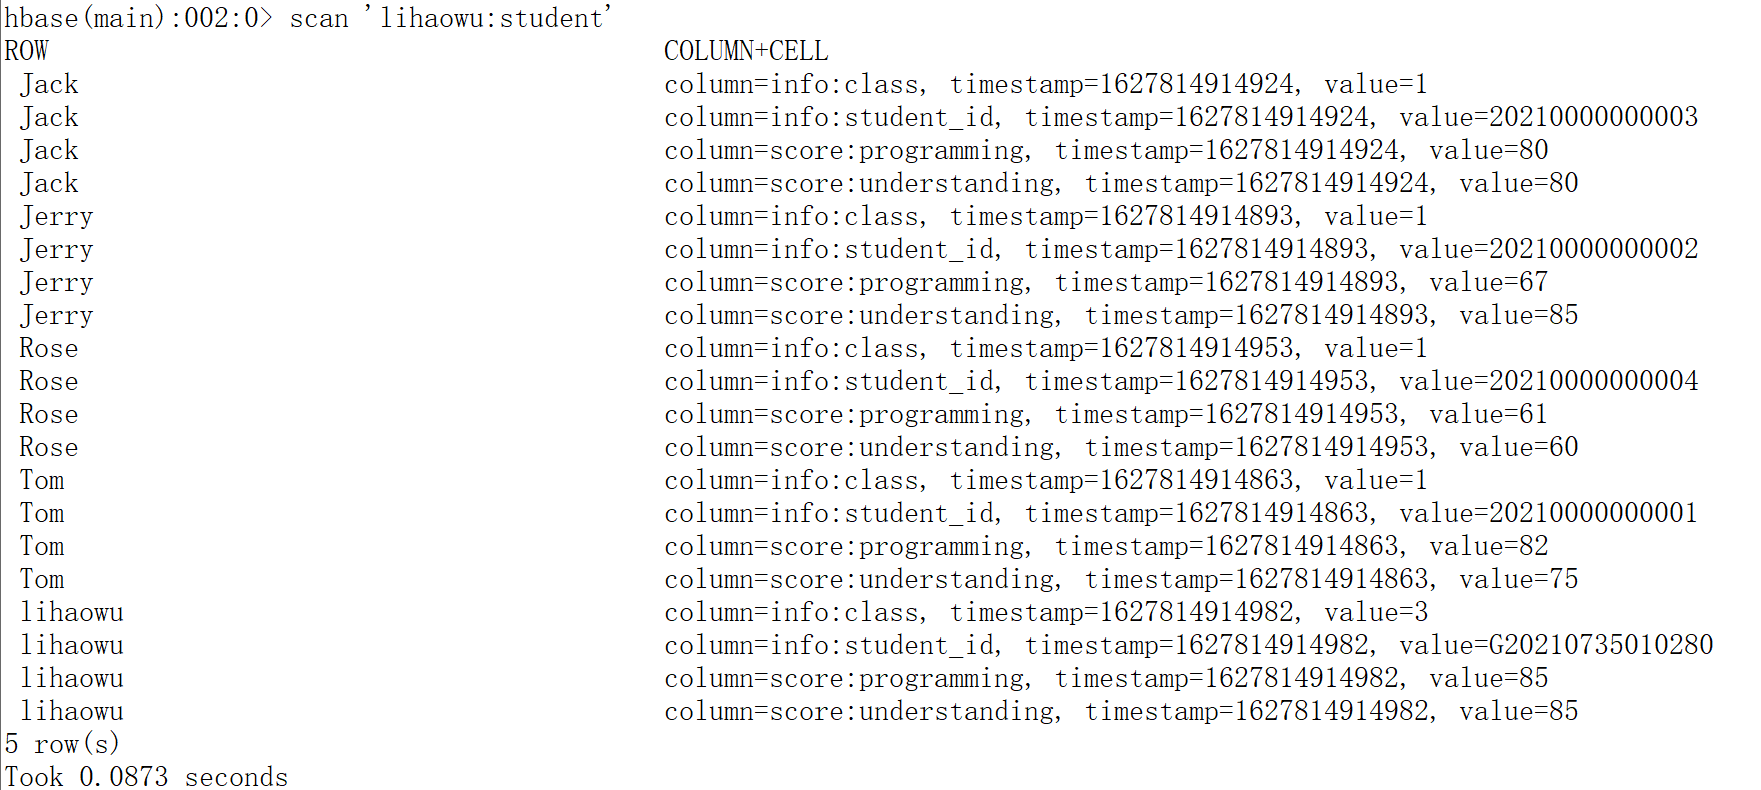 hbase(main):002:0> scan 'lihaowu:student'
ROW COLUMN+CELL
Jack column=info:class, timestamp=1627814914924, value=1
Jack column=info:student_id, timestamp=1627814914924, value=20210000000003
Jack column=score:programming, timestamp=1627814914924, value=80
Jack column=score:understanding, timestamp=1627814914924, value=80
Jerry column=info:class, timestamp=1627814914893, value=1
Jerry column=info:student_id, timestamp=1627814914893, value=20210000000002
Jerry column=score:programming, timestamp=1627814914893, value=67
Jerry column=score:understanding, timestamp=1627814914893, value=85
Rose column=info:class, timestamp=1627814914953, value=1
Rose column=info:student_id, timestamp=1627814914953, value=20210000000004
Rose column=score:programming, timestamp=1627814914953, value=61
Rose column=score:understanding, timestamp=1627814914953, value=60
Tom column=info:class, timestamp=1627814914863, value=1
Tom column=info:student_id, timestamp=1627814914863, value=20210000000001
Tom column=score:programming, timestamp=1627814914863, value=82
Tom column=score:understanding, timestamp=1627814914863, value=75
lihaowu column=info:class, timestamp=1627814914982, value=3
lihaowu column=info:student_id, timestamp=1627814914982, value=G20210735010280
lihaowu column=score:programming, timestamp=1627814914982, value=85
lihaowu column=score:understanding, timestamp=1627814914982, value=85
5 row(s)
Took 0.0873 seconds